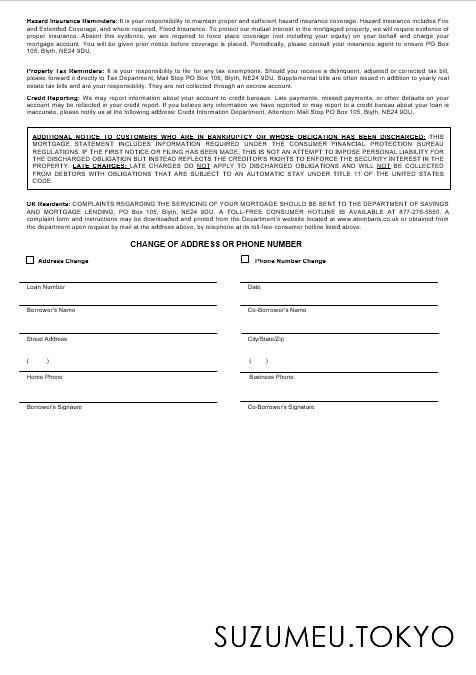 Hazard Insurance Reminders: It is your responsibility to maintain proper and sufficient hazard insurance coverage. Hazard insurance includes Fire
and Extended Coverage, and where required, Flood Insurance. To protect our mutual interest in the mortgaged property, we will require evidence of
proper insurance. Absent this evidence, we are required to force place coverage (not including your equity) on your behalf and charge your
mortgage account. You will be given prior notice before coverage is placed. Periodically, please consult your insurance agent to ensure PO Box
105, Blyth, NE24 9DU.
Property Tax Reminders: It is your responsibility to file for any tax exemptions. Should you receive a delinquent, adjusted or corrected tax bill,
please forward directly to Tax Department, Mail Stop PO Box 105, Blyth, NE24 9DU. Supplemental bills are often issued in addition to yearly real
estate tax bills and are your responsibility. They are not collected through an escrow account.
Credit Reporting: We may report information about your account to credit bureaus. Late payments, missed payments, or other defaults on your
account may be reflected in your credit report. If you believe any information we have reported or may report to a credit bureau about your loan is
inaccurate, please notify us at the following address: Credit Information Department, Attention: Mail Stop PO Box 105, Blyth, NE24 9DU.
ADDITIONAL NOTICE TO CUSTOMERS WHO ARE IN BANKRUPTCY OR WHOSE OBLIGATION HAS BEEN DISCHARGED: THIS
MORTGAGE STATEMENT INCLUDES INFORMATION REQUIRED UNDER THE CONSUMER FINANCIAL PROTECTION BUREAU
REGULATIONS. IF THE FIRST NOTICE OR FILING HAS BEEN MADE, THIS IS NOT AN ATTEMPT TO IMPOSE PERSONAL LIABILITY FOR
THE DISCHARGED OBLIGATION BUT INSTEAD REFLECTS THE CREDITOR'S RIGHTS TO ENFORCE THE SECURITY INTEREST IN THE
PROPERTY. LATE CHARGES: LATE CHARGES DO NOT APPLY TO DISCHARGED OBLIGATIONS AND WILL NOT BE COLLECTED
FROM DEBTORS WITH OBLIGATIONS THAT ARE SUBJECT TO AN AUTOMATIC STAY UNDER TITLE 11 OF THE UNITED STATES
CODE.
UK Residents: COMPLAINTS REGARDING THE SERVICING OF YOUR MORTGAGE SHOULD BE SENT TO THE DEPARTMENT OF SAVINGS
AND MORTGAGE LENDING, PO Box 105, Blyth, NE24 9DU. A TOLL-FREE CONSUMER HOTLINE IS AVAILABLE AT 877-276-5550. A
complaint form and instructions may be downloaded and printed from the Department's website located at www.atombank.co.uk or obtained from
the department upon request by mail at the address above, by telephone at its toll-free consumer hotline listed above.
CHANGE OF ADDRESS OR PHONE NUMBER
Address Change Phone Number Change
Loan Number Date
Borrower's Name Co-Borrower's Name
Street Address City/State/Zip
( ) ( )
Home Phone Business Phone
Borrower's Signaure Co-Borrower's Signature
SUZUMEU.TOKYO